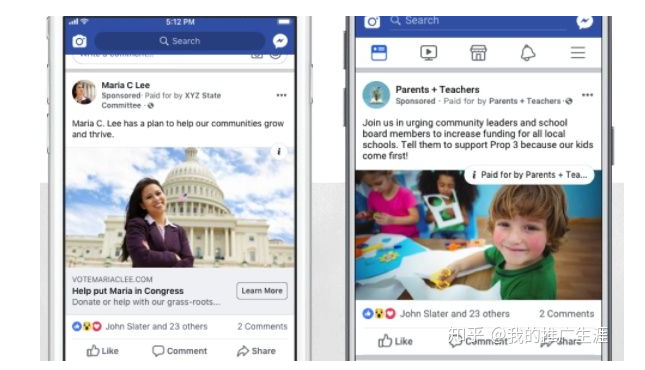 5:12 PM
Search
Write a comment...
Maria C Lee
Sponsored · Paid for by XYZ State
Committee ·
Maria C. Lee has a plan to help our communities grow
and thrive.
i
VOTEMARIACLEE.COM
Help put Maria in Congress
Donate or help with our grass-roots...
Learn More
John Slater and 23 others
2 Comments
Like
Comment
Share
Search
Parents + Teachers
Sponsored · Paid for by Parents + Teachers ·
Join us in urging community leaders and school
board members to increase funding for all local
schools. Tell them to support Prop 3 because our kids
come first!
i Paid for by Parents + Tea...
John Slater and 23 others
2 Comments
Like
Comment
Share
知乎 @我的推广生涯